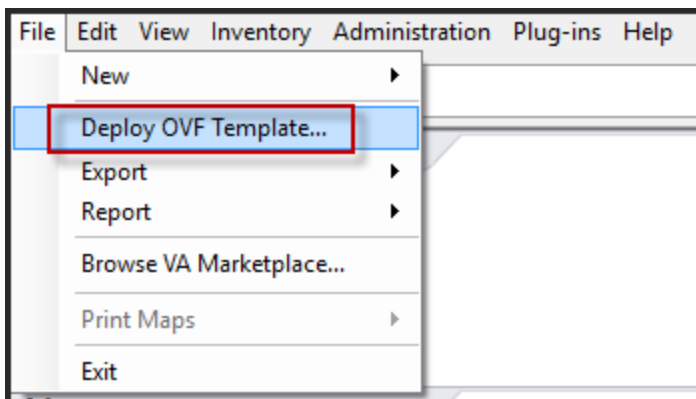 File Edit View Inventory Administration Plug-ins Help
New
Deploy OVF Template...
Export
Report
Browse VA Marketplace...
Print Maps
Exit